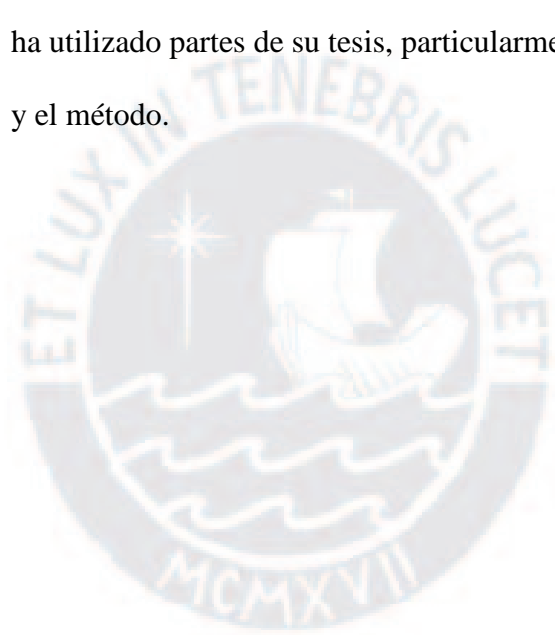 ha utilizado partes de su tesis, particularme
y el método.
ET LUX IN TENEBRIS LUCET
MCMXVII